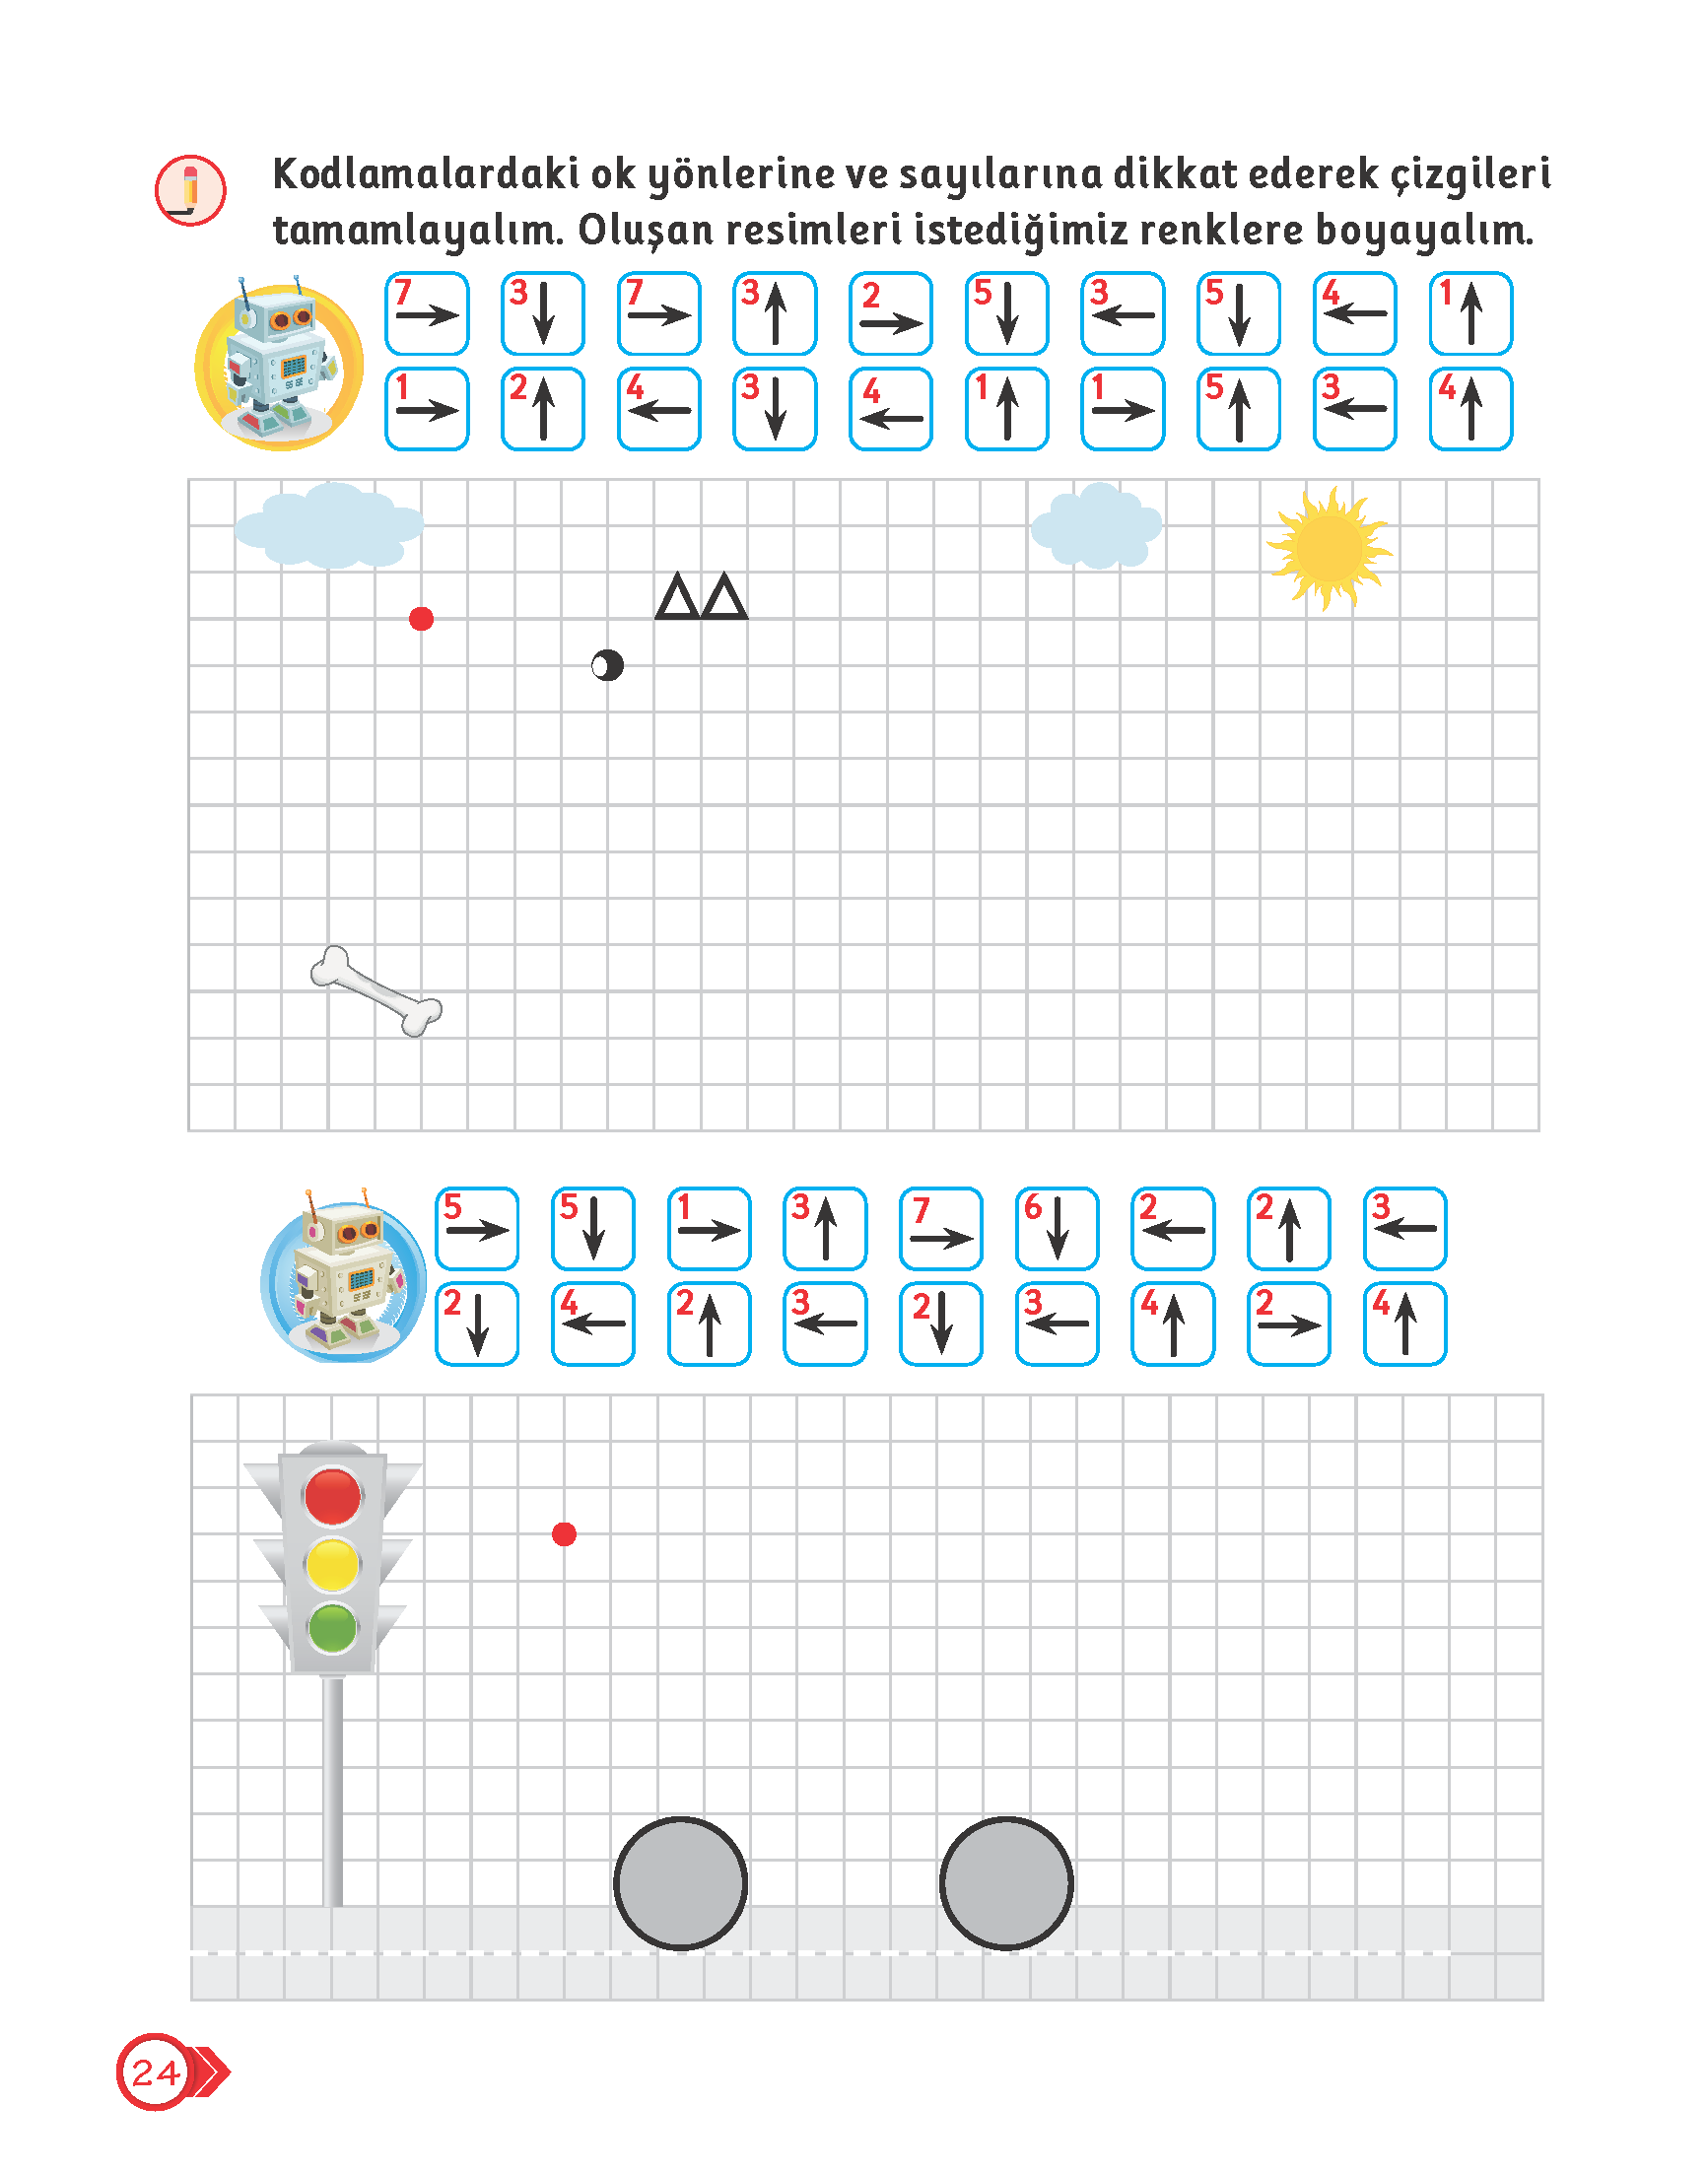 Kodlamalardaki ok yönlerine ve sayılarına dikkat ederek çizgileri
tamamlayalım. Oluşan resimleri istediğimiz renklere boyayalım.
7 3 7 3 2 5 3 5 4 1
1 2 4 3 4 1 1 5 3 4
5 5 1 3 7 6 2 2 3
2 4 2 3 2 3 4 2 4
24